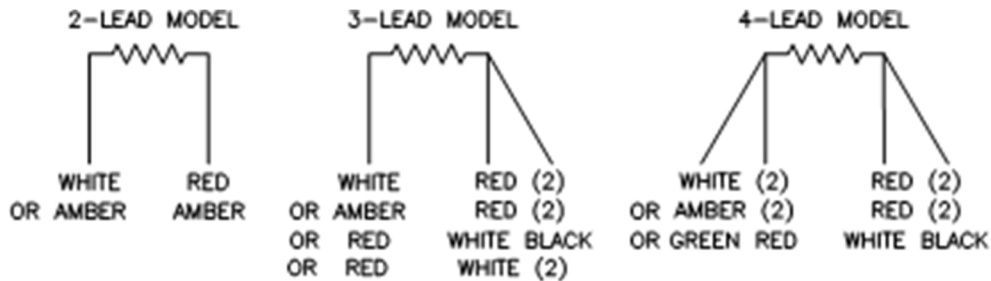 2-LEAD MODEL 3-LEAD MODEL 4-LEAD MODEL
WHITE RED WHITE RED (2) WHITE (2) RED (2)
OR AMBER AMBER OR AMBER RED (2) OR AMBER (2) RED (2)
OR RED WHITE BLACK OR GREEN RED WHITE BLACK
OR RED WHITE (2)